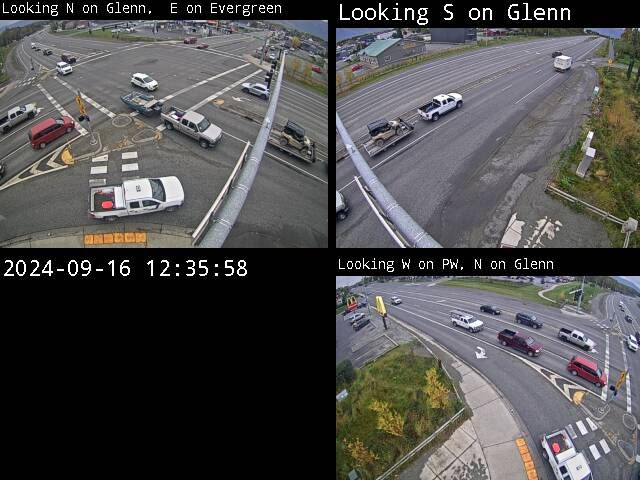 Looking N on Glenn,  E on Evergreen
Looking S on Glenn
2024-09-16 12:35:58
Looking W on PW, N on Glenn